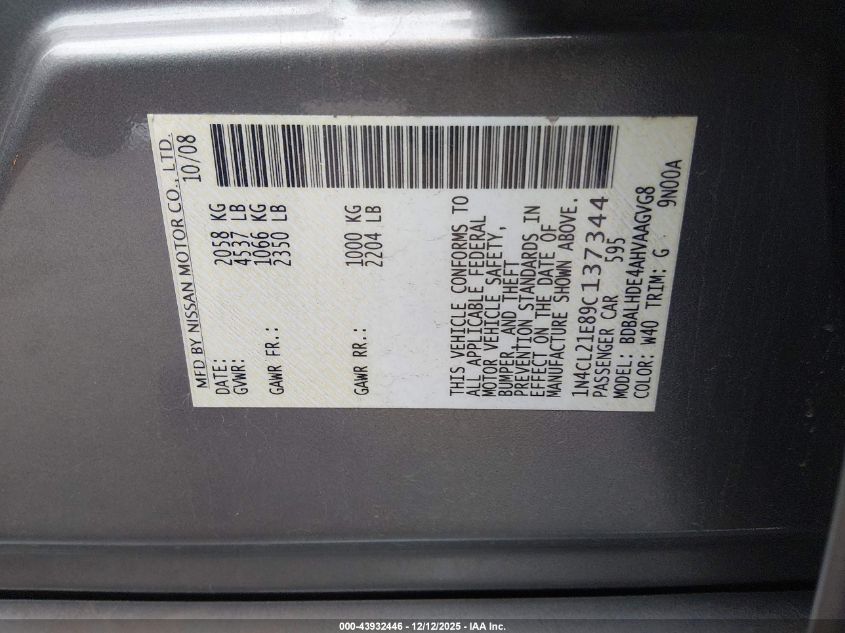 MFD BY NISSAN MOTOR CO., LTD.
DATE: 10/08
GVWR: 2058 KG
4537 LB
GAWR FR.: 1066 KG
2350 LB
GAWR RR.: 1000 KG
2204 LB
THIS VEHICLE CONFORMS TO
ALL APPLICABLE FEDERAL
MOTOR VEHICLE SAFETY,
BUMPER, AND THEFT
PREVENTION STANDARDS IN
EFFECT ON THE DATE OF
MANUFACTURE SHOWN ABOVE.
1N4CL21E89C137344
PASSENGER CAR 595
MODEL: BDBALHDE4AHVAAGVG8
COLOR: W40 TRIM: G 9N00A
000-43932446 - 12/12/2025 - IAA Inc.